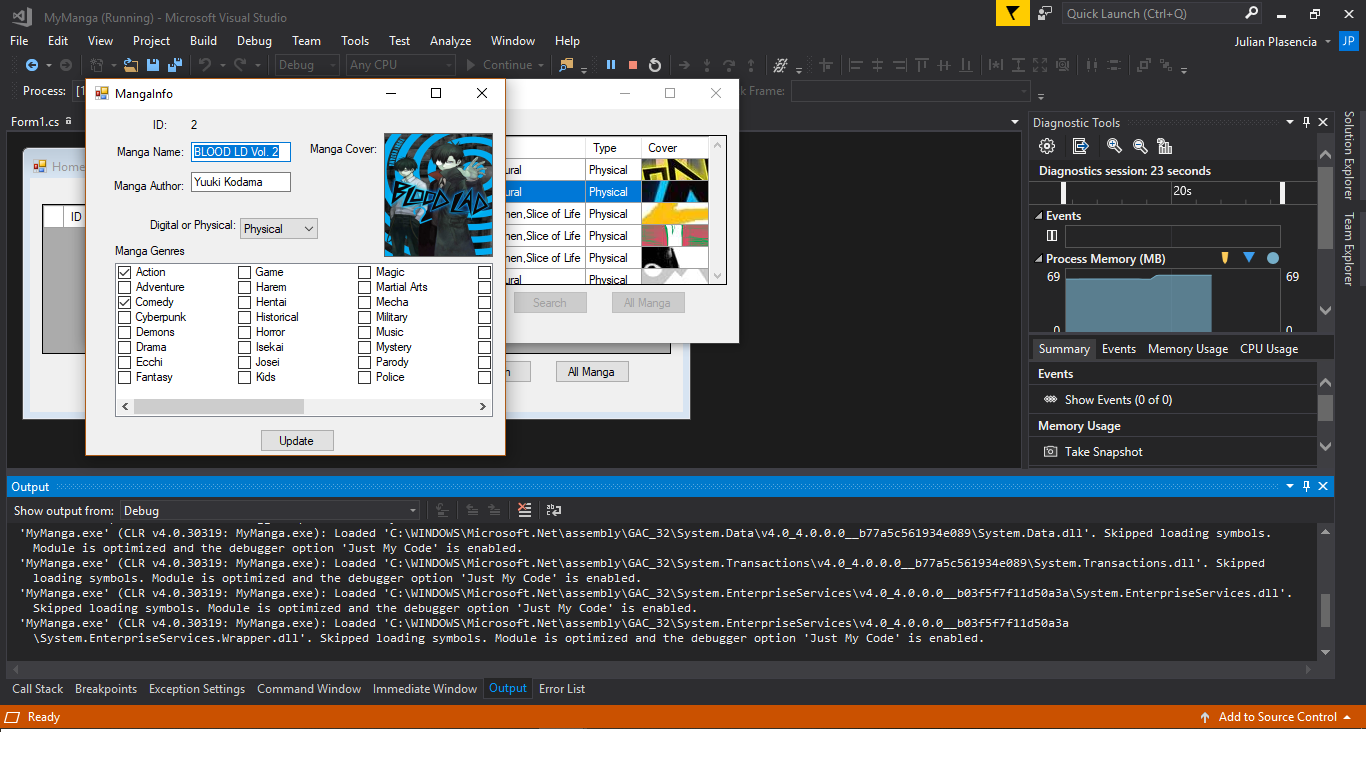 MyManga (Running) - Microsoft Visual Studio
Quick Launch (Ctrl+Q)
File Edit View Project Build Debug Team Tools Test Analyze Window Help
Julian Plasencia JP
Debug Any CPU Continue
Process: [1 k Frame:
Form1.cs
Home
ID
MangaInfo
ID: 2
Manga Name: BLOOD LD Vol. 2
Manga Cover:
BLOOD LAD
Manga Author: Yuuki Kodama
Digital or Physical: Physical
Manga Genres
Action Game Magic
Adventure Harem Martial Arts
Comedy Hentai Mecha
Cyberpunk Historical Military
Demons Horror Music
Drama Isekai Mystery
Ecchi Josei Parody
Fantasy Kids Police
Update
Type Cover
ural Physical
ural Physical
nen,Slice of Life Physical
nen,Slice of Life Physical
nen,Slice of Life Physical
ural Physical
Search All Manga
n All Manga
Diagnostic Tools
Diagnostics session: 23 seconds
20s
Events
Process Memory (MB)
69 69
0 0
Summary Events Memory Usage CPU Usage
Events
Show Events (0 of 0)
Memory Usage
Take Snapshot
Solution Explorer
Team Explorer
Output
Show output from: Debug
'MyManga.exe' (CLR v4.0.30319: MyManga.exe): Loaded 'C:\WINDOWS\Microsoft.Net\assembly\GAC_32\System.Data\v4.0_4.0.0.0__b77a5c561934e089\System.Data.dll'. Skipped loading symbols.
Module is optimized and the debugger option 'Just My Code' is enabled.
'MyManga.exe' (CLR v4.0.30319: MyManga.exe): Loaded 'C:\WINDOWS\Microsoft.Net\assembly\GAC_32\System.Transactions\v4.0_4.0.0.0__b77a5c561934e089\System.Transactions.dll'. Skipped
loading symbols. Module is optimized and the debugger option 'Just My Code' is enabled.
'MyManga.exe' (CLR v4.0.30319: MyManga.exe): Loaded 'C:\WINDOWS\Microsoft.Net\assembly\GAC_32\System.EnterpriseServices\v4.0_4.0.0.0__b03f5f7f11d50a3a\System.EnterpriseServices.dll'.
Skipped loading symbols. Module is optimized and the debugger option 'Just My Code' is enabled.
'MyManga.exe' (CLR v4.0.30319: MyManga.exe): Loaded 'C:\WINDOWS\Microsoft.Net\assembly\GAC_32\System.EnterpriseServices\v4.0_4.0.0.0__b03f5f7f11d50a3a
\System.EnterpriseServices.Wrapper.dll'. Skipped loading symbols. Module is optimized and the debugger option 'Just My Code' is enabled.
Call Stack Breakpoints Exception Settings Command Window Immediate Window Output Error List
Ready
Add to Source Control